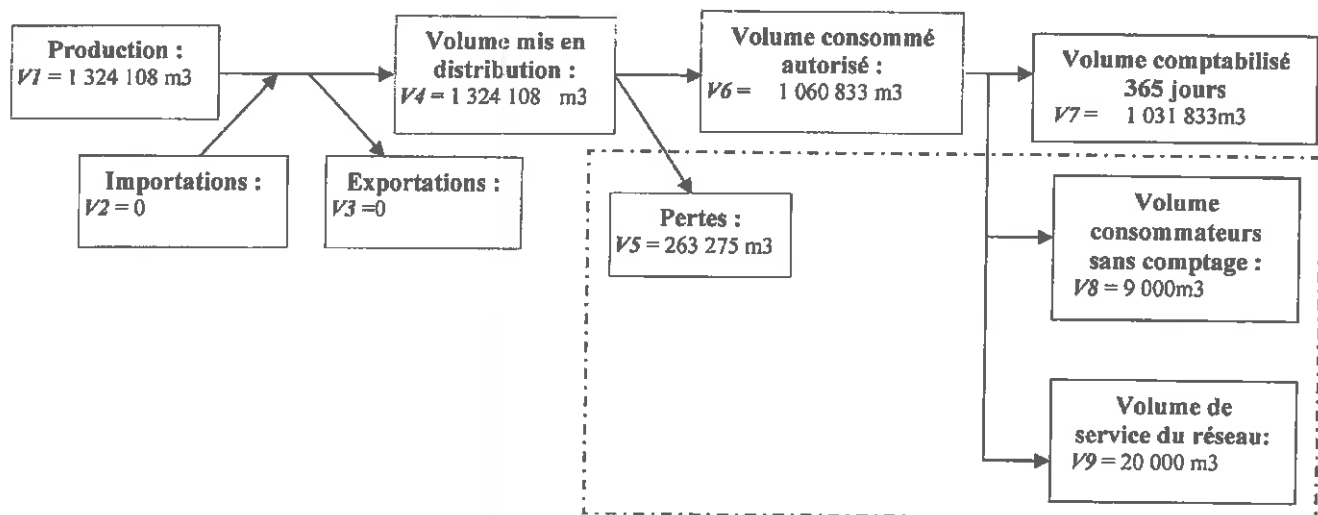 Production :
V1 = 1 324 108 m3
Volume mis en
distribution :
V4 = 1 324 108 m3
Volume consommé
autorisé :
V6 = 1 060 833 m3
Volume comptabilisé
365 jours
V7 = 1 031 833m3
Importations :
V2 = 0
Exportations :
V3 =0
Pertes :
V5 = 263 275 m3
Volume
consommateurs
sans comptage :
V8 = 9 000m3
Volume de
service du réseau:
V9 = 20 000 m3